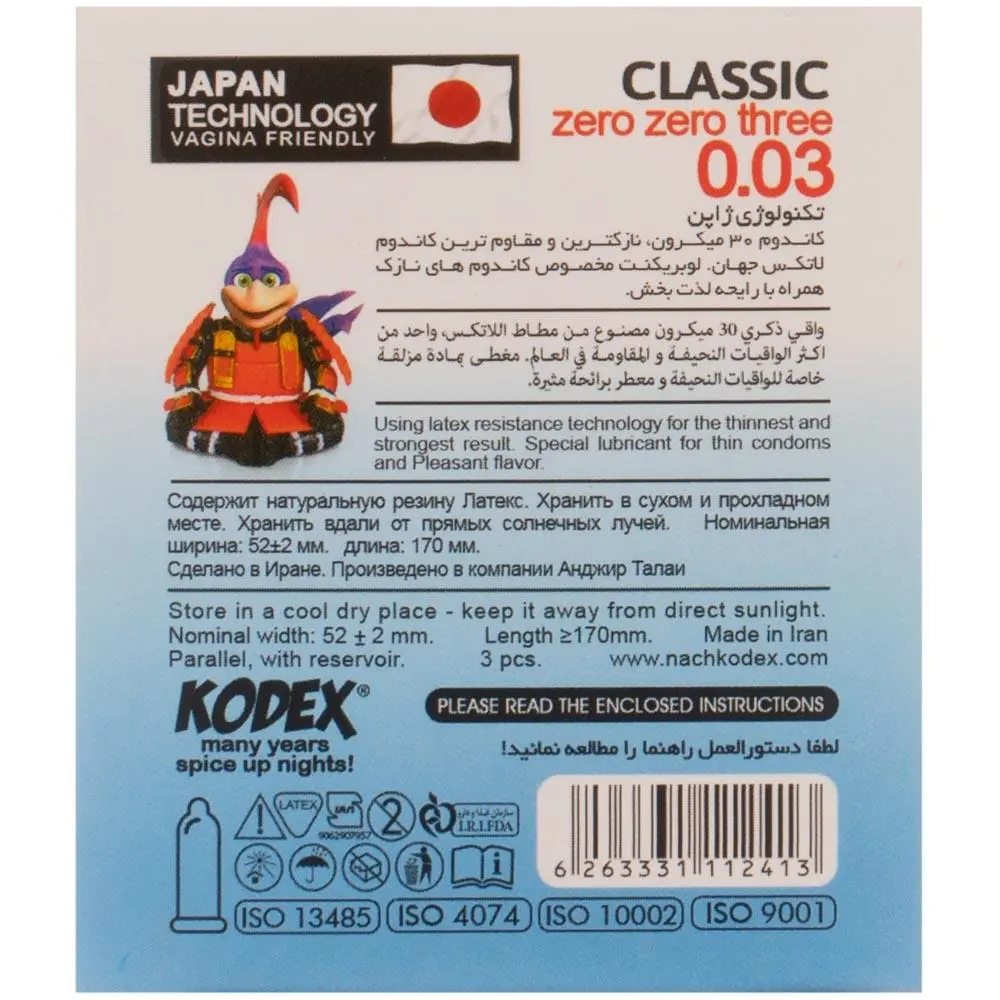 JAPAN
TECHNOLOGY
VAGINA FRIENDLY
CLASSIC
zero zero three
0.03
تکنولوژی ژاپن
کاندوم ۳۰ میکرون، نازکترین و مقاوم ترین کاندوم
لاتکس جهان. لوبریکنت مخصوص کاندوم های نازک
همراه با رایحه لذت بخش.
واقي ذكري 30 ميكرون مصنوع من مطاط اللاتكس، واحد من
اكثر الواقيات النحيفة و المقاومة في العالم. مغطى بمادة مزلقة
خاصة للواقيات النحيفة و معطر برائحة مثيرة.
Using latex resistance technology for the thinnest and
strongest result. Special lubricant for thin condoms
and Pleasant flavor.
Содержит натуральную резину Латекс. Хранить в сухом и прохладном
месте. Хранить вдали от прямых солнечных лучей. Номинальная
ширина: 52±2 мм. длина: 170 мм.
Сделано в Иране. Произведено в компании Анджир Талаи
Store in a cool dry place - keep it away from direct sunlight.
Nominal width: 52 ± 2 mm. Length ≥170mm. Made in Iran
Parallel, with reservoir. 3 pcs. www.nachkodex.com
KODEX®
many years
spice up nights!
PLEASE READ THE ENCLOSED INSTRUCTIONS
لطفا دستورالعمل راهنما را مطالعه نمائید!
LATEX
9062907957
2
سازمان غذا و دارو
I.R.I.FDA
i
6 263331 112413
ISO 13485
ISO 4074
ISO 10002
ISO 9001